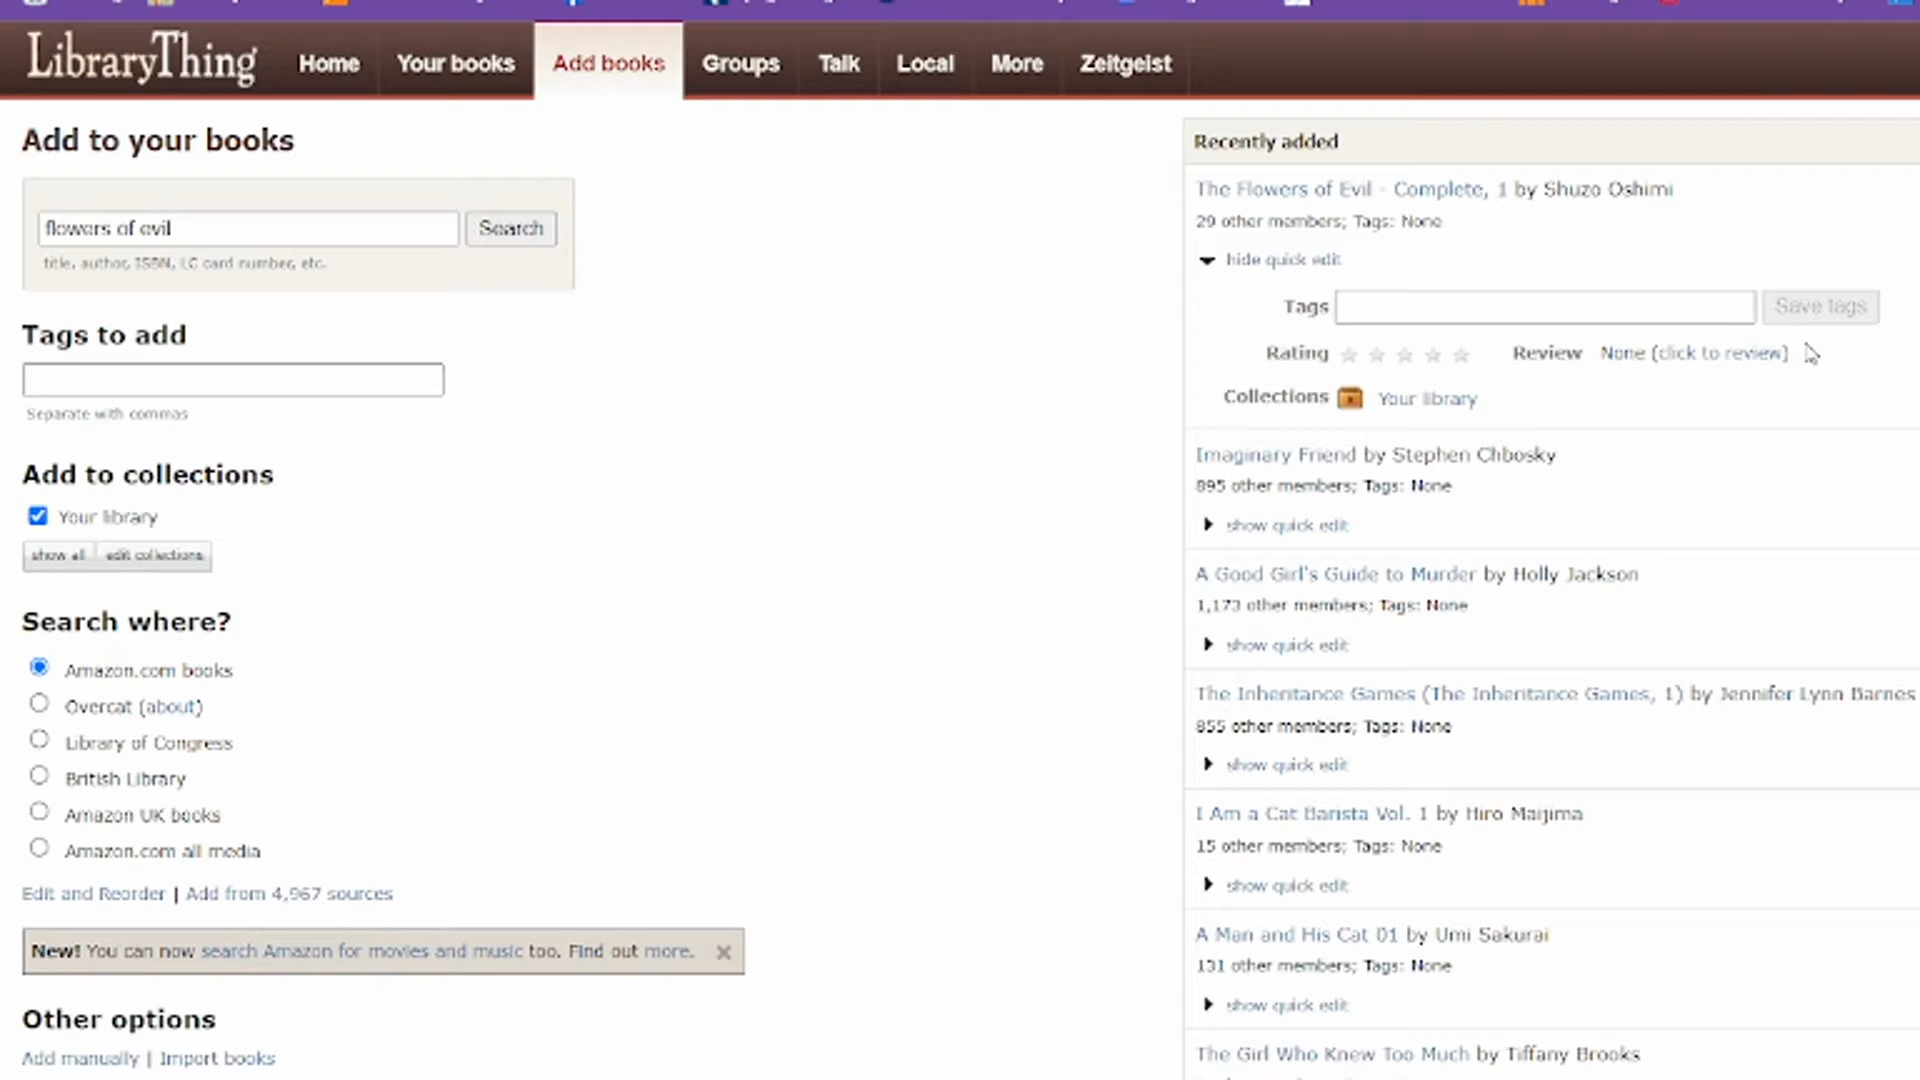 LibraryThing
Home
Your books
Add books
Groups
Talk
Local
More
Zeitgeist
Add to your books
flowers of evil
Search
title, author, ISBN, LC card number, etc.
Tags to add
Separate with commas
Add to collections
Your library
show all
edit collections
Search where?
Amazon.com books
Overcat (about)
Library of Congress
British Library
Amazon UK books
Amazon.com all media
Edit and Reorder | Add from 4,967 sources
New! You can now search Amazon for movies and music too. Find out more.
Other options
Add manually | Import books
Recently added
The Flowers of Evil - Complete, 1 by Shuzo Oshimi
29 other members; Tags: None
hide quick edit
Tags
Save tags
Rating
Review None (click to review)
Collections
Your library
Imaginary Friend by Stephen Chbosky
895 other members; Tags: None
show quick edit
A Good Girl's Guide to Murder by Holly Jackson
1,173 other members; Tags: None
show quick edit
The Inheritance Games (The Inheritance Games, 1) by Jennifer Lynn Barnes
855 other members; Tags: None
show quick edit
I Am a Cat Barista Vol. 1 by Hiro Maijima
15 other members; Tags: None
show quick edit
A Man and His Cat 01 by Umi Sakurai
131 other members; Tags: None
show quick edit
The Girl Who Knew Too Much by Tiffany Brooks